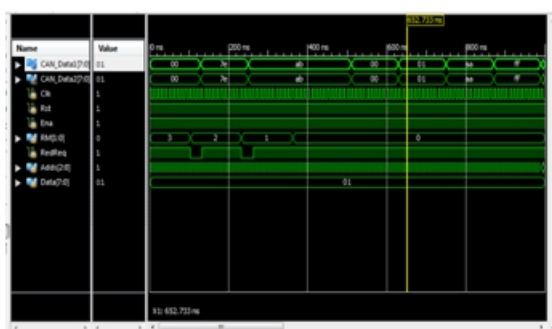 652.733 ns
Name Value 0 ns 200 ns 400 ns 600 ns 800 ns
CAN_Data1[7:0] 01 00 7e ab 00 01 aa ff
CAN_Data2[7:0] 01 00 7e ab 00 01 aa ff
Clk 1
Rst 1
Ena 1
RM[1:0] 0 3 2 1 0
RedReq 1
Addr[2:0] 1
Data[7:0] 01 01
X1: 652.733 ns